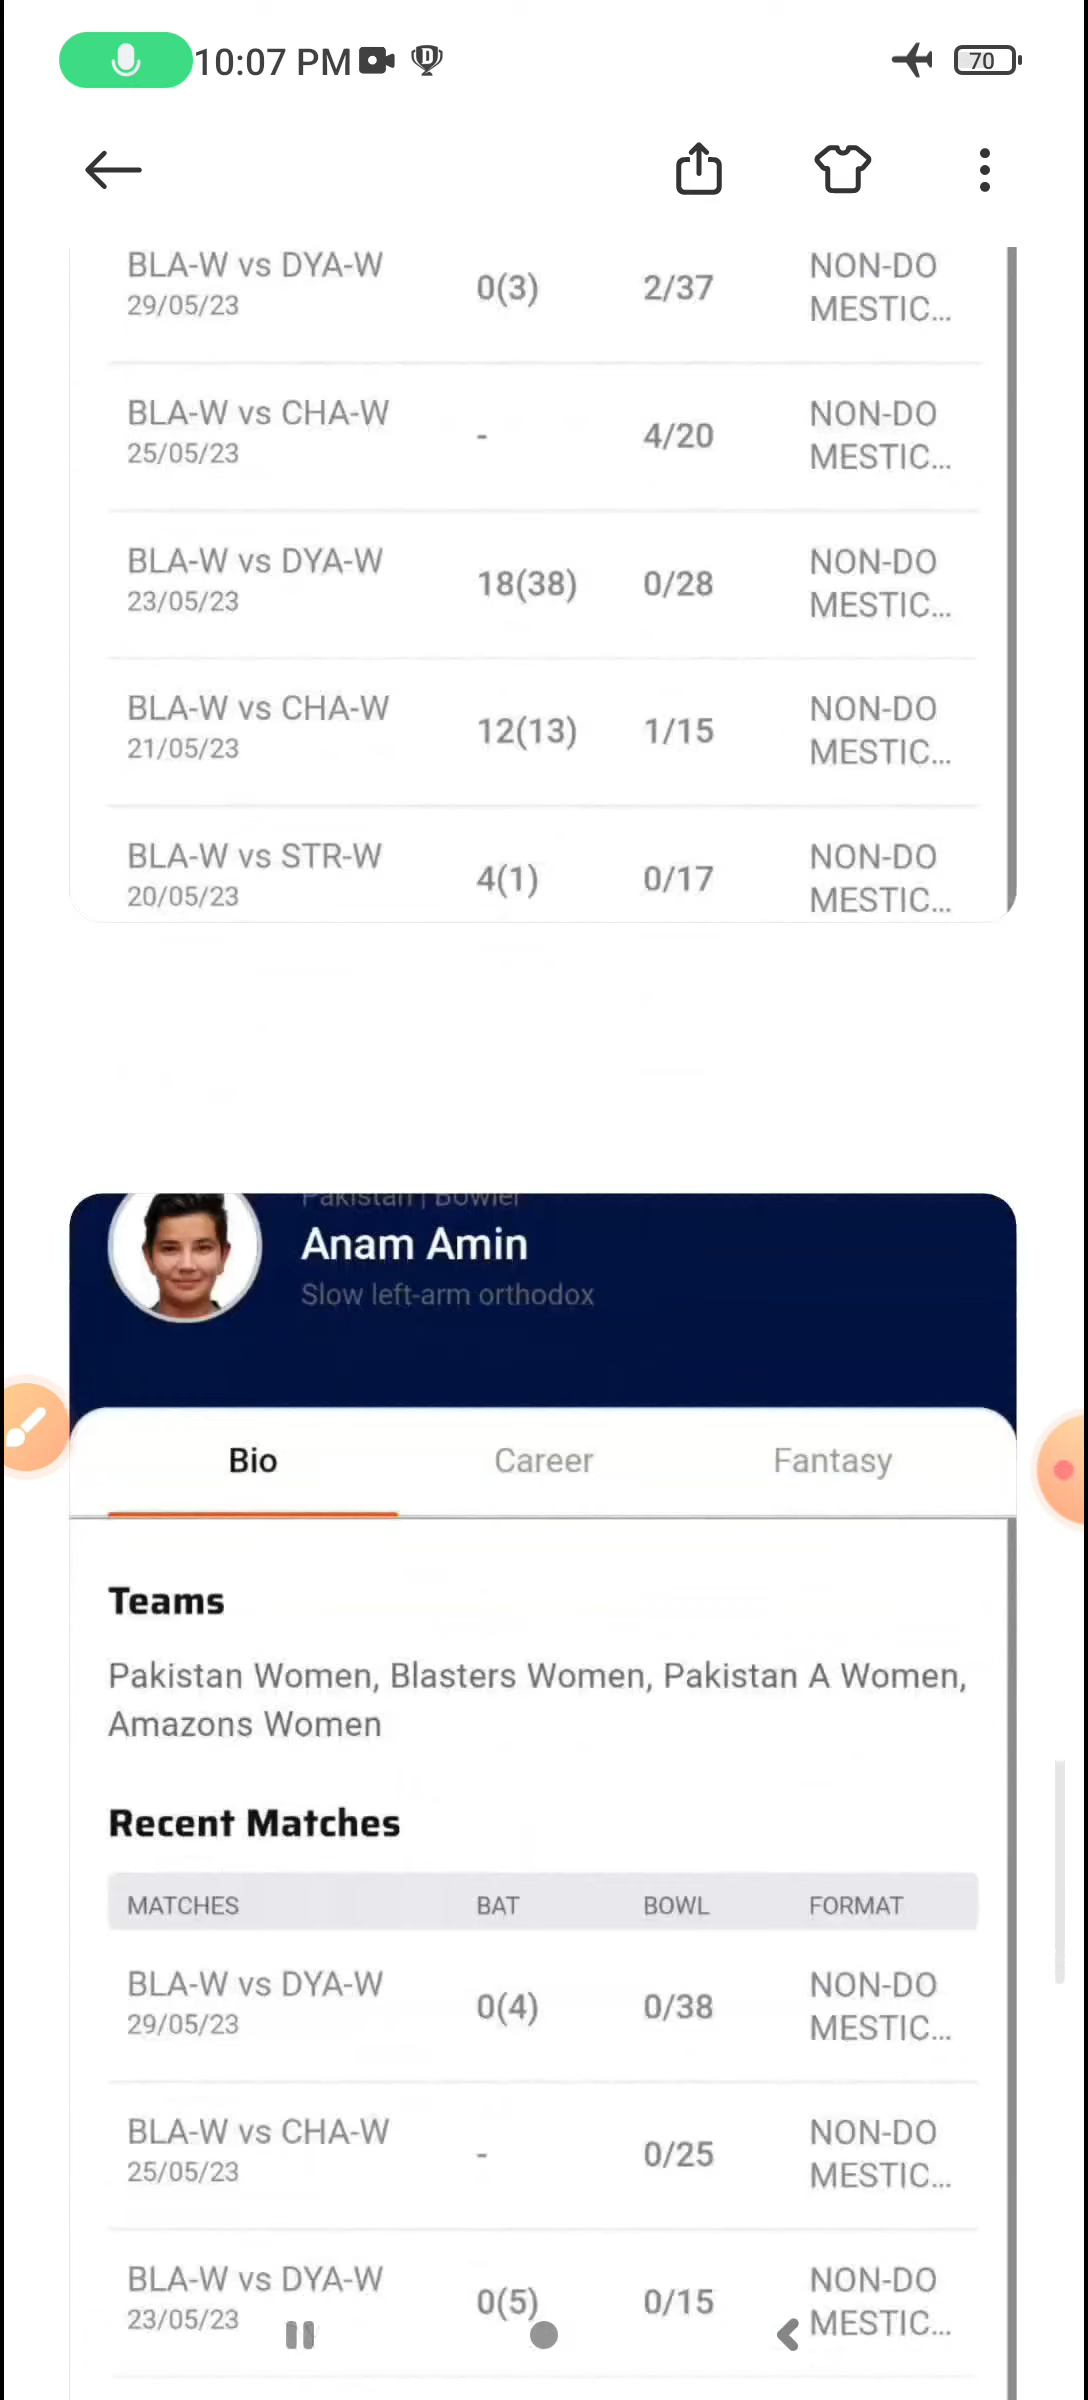 10:07 PM
70
BLA-W vs DYA-W
29/05/23
0(3)
2/37
NON-DO
MESTIC...
BLA-W vs CHA-W
25/05/23
-
4/20
NON-DO
MESTIC...
BLA-W vs DYA-W
23/05/23
18(38)
0/28
NON-DO
MESTIC...
BLA-W vs CHA-W
21/05/23
12(13)
1/15
NON-DO
MESTIC...
BLA-W vs STR-W
20/05/23
4(1)
0/17
NON-DO
MESTIC...
Pakistan | Bowler
Anam Amin
Slow left-arm orthodox
Bio
Career
Fantasy
Teams
Pakistan Women, Blasters Women, Pakistan A Women,
Amazons Women
Recent Matches
MATCHES
BAT
BOWL
FORMAT
BLA-W vs DYA-W
29/05/23
0(4)
0/38
NON-DO
MESTIC...
BLA-W vs CHA-W
25/05/23
-
0/25
NON-DO
MESTIC...
BLA-W vs DYA-W
23/05/23
0(5)
0/15
NON-DO
MESTIC...